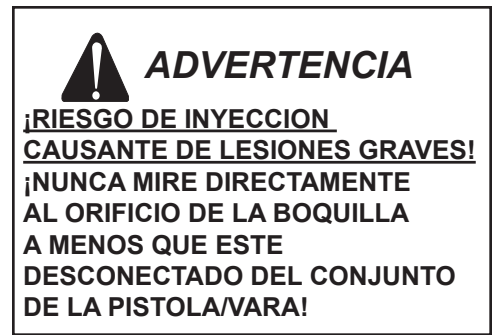 ADVERTENCIA
¡RIESGO DE INYECCION
CAUSANTE DE LESIONES GRAVES!
¡NUNCA MIRE DIRECTAMENTE
AL ORIFICIO DE LA BOQUILLA
A MENOS QUE ESTE
DESCONECTADO DEL CONJUNTO
DE LA PISTOLA/VARA!